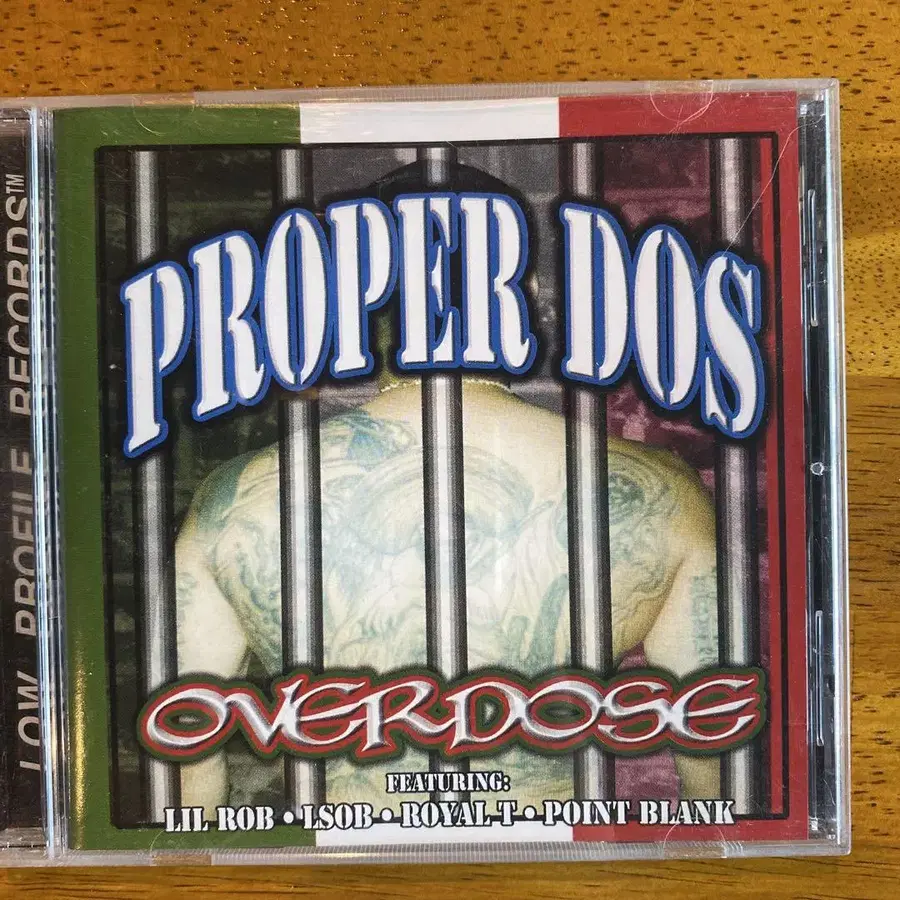 LOW PROFILE RECORDS™
PROPER DOS
OVERDOSE
FEATURING:
LIL ROB • LSOB • ROYAL-T • POINT BLANK